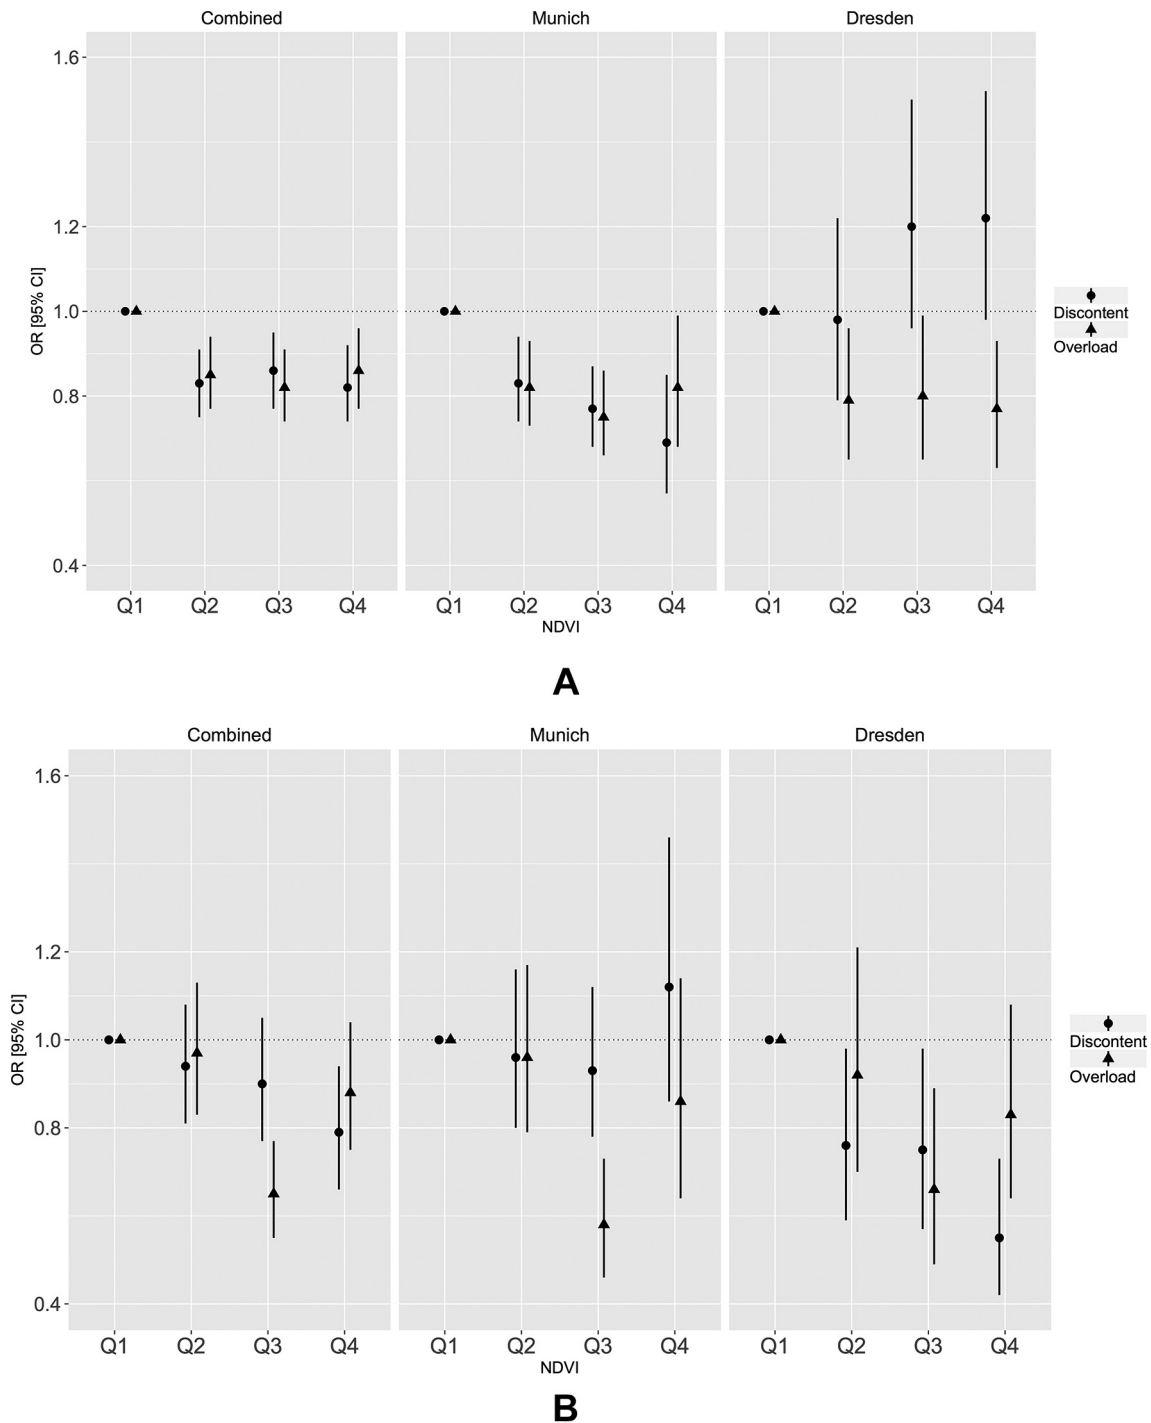 Combined Munich Dresden
1.6
1.2
1.0
0.8
0.4
OR [95% CI]
Discontent
Overload
Q1 Q2 Q3 Q4 Q1 Q2 Q3 Q4 Q1 Q2 Q3 Q4
NDVI
A
Combined Munich Dresden
1.6
1.2
1.0
0.8
0.4
OR [95% CI]
Discontent
Overload
Q1 Q2 Q3 Q4 Q1 Q2 Q3 Q4 Q1 Q2 Q3 Q4
NDVI
B